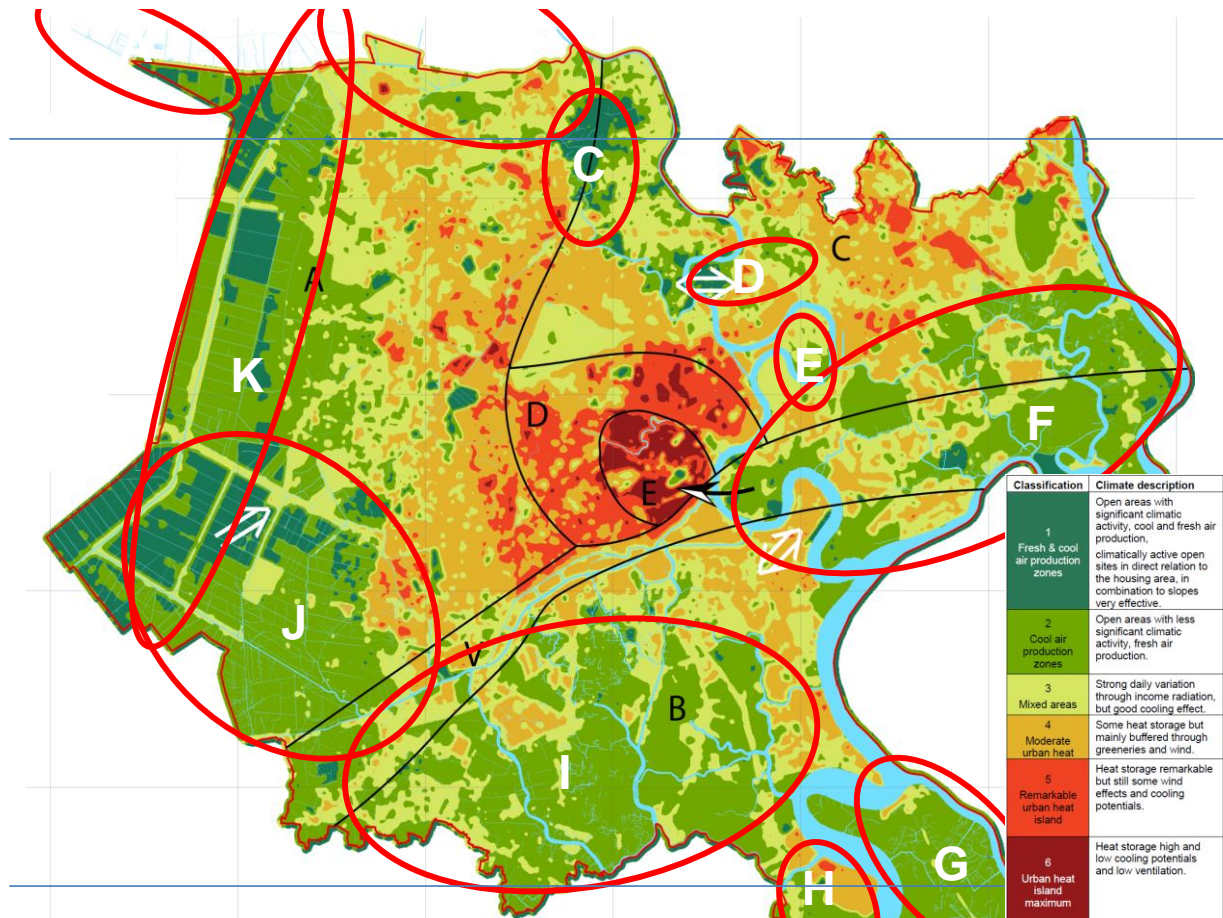 C
A
C
D
E
K
F
D
E
J
V
B
I
G
H
Classification Climate description
1
Fresh & cool
air production
zones
Open areas with
significant climatic
activity, cool and fresh air
production,
climatically active open
sites in direct relation to
the housing area, in
combination to slopes
very effective.
2
Cool air
production
zones
Open areas with less
significant climatic
activity, fresh air
production.
3
Mixed areas
Strong daily variation
through income radiation,
but good cooling effect.
4
Moderate
urban heat
Some heat storage but
mainly buffered through
greeneries and wind.
5
Remarkable
urban heat
island
Heat storage remarkable
but still some wind
effects and cooling
potentials.
6
Urban heat
island
maximum
Heat storage high and
low cooling potentials
and low ventilation.